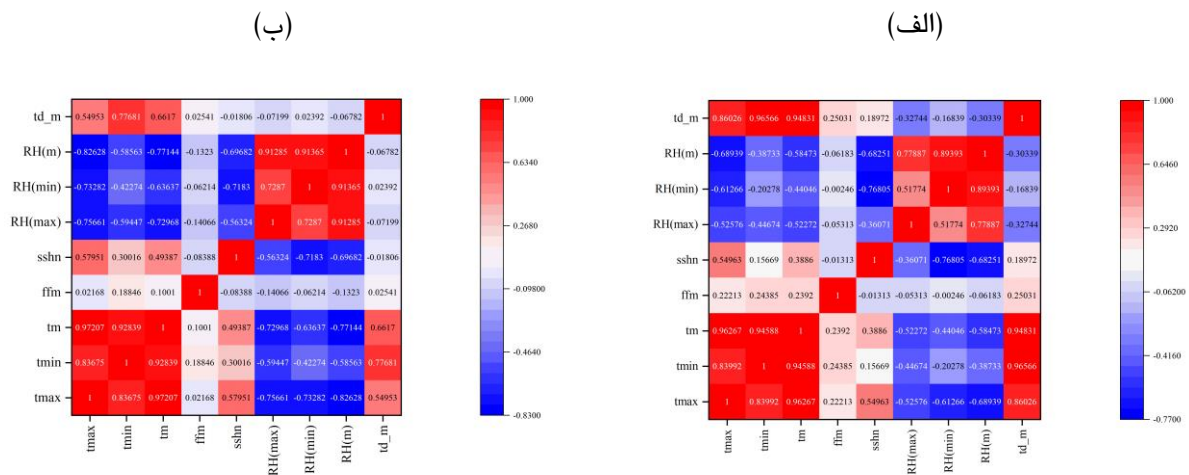 (ب)
(الف)
td_m 0.54953 0.77681 0.6617 0.02541 -0.01806 -0.07199 0.02392 -0.06782 1
RH(m) -0.82628 -0.58563 -0.77144 -0.1323 -0.69682 0.91285 0.91365 1 -0.06782
RH(min) -0.73282 -0.42274 -0.63637 -0.06214 -0.7183 0.7287 1 0.91365 0.02392
RH(max) -0.75661 -0.59447 -0.72968 -0.14066 -0.56324 1 0.7287 0.91285 -0.07199
sshn 0.57951 0.30016 0.49387 -0.08388 1 -0.56324 -0.7183 -0.69682 -0.01806
ffm 0.02168 0.18846 0.1001 1 -0.08388 -0.14066 -0.06214 -0.1323 0.02541
tm 0.97207 0.92839 1 0.1001 0.49387 -0.72968 -0.63637 -0.77144 0.6617
tmin 0.83675 1 0.92839 0.18846 0.30016 -0.59447 -0.42274 -0.58563 0.77681
tmax 1 0.83675 0.97207 0.02168 0.57951 -0.75661 -0.73282 -0.82628 0.54953
tmax tmin tm ffm sshn RH(max) RH(min) RH(m) td_m
1.000
0.6340
0.2680
-0.09800
-0.4640
-0.8300
td_m 0.86026 0.96566 0.94831 0.25031 0.18972 -0.32744 -0.16839 -0.30339 1
RH(m) -0.68939 -0.38733 -0.58473 -0.06183 -0.68251 0.77887 0.89393 1 -0.30339
RH(min) -0.61266 -0.20278 -0.44046 -0.00246 -0.76805 0.51774 1 0.89393 -0.16839
RH(max) -0.52576 -0.44674 -0.52272 -0.05313 -0.36071 1 0.51774 0.77887 -0.32744
sshn 0.54963 0.15669 0.3886 -0.01313 1 -0.36071 -0.76805 -0.68251 0.18972
ffm 0.22213 0.24385 0.2392 1 -0.01313 -0.05313 -0.00246 -0.06183 0.25031
tm 0.96267 0.94588 1 0.2392 0.3886 -0.52272 -0.44046 -0.58473 0.94831
tmin 0.83992 1 0.94588 0.24385 0.15669 -0.44674 -0.20278 -0.38733 0.96566
tmax 1 0.83992 0.96267 0.22213 0.54963 -0.52576 -0.61266 -0.68939 0.86026
tmax tmin tm ffm sshn RH(max) RH(min) RH(m) td_m
1.000
0.6460
0.2920
-0.06200
-0.4160
-0.7700